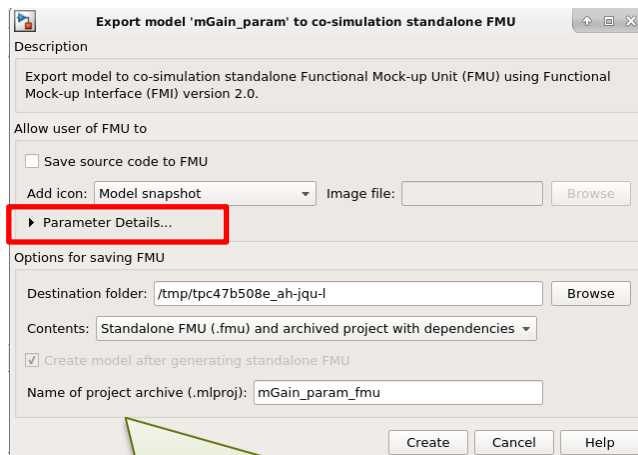 Export model 'mGain_param' to co-simulation standalone FMU
Description
Export model to co-simulation standalone Functional Mock-up Unit (FMU) using Functional
Mock-up Interface (FMI) version 2.0.
Allow user of FMU to
Save source code to FMU
Add icon: Model snapshot Image file: Browse
Parameter Details...
Options for saving FMU
Destination folder: /tmp/tpc47b508e_ah-jqu-l Browse
Contents: Standalone FMU (.fmu) and archived project with dependencies
Create model after generating standalone FMU
Name of project archive (.mlproj): mGain_param_fmu
Create Cancel Help